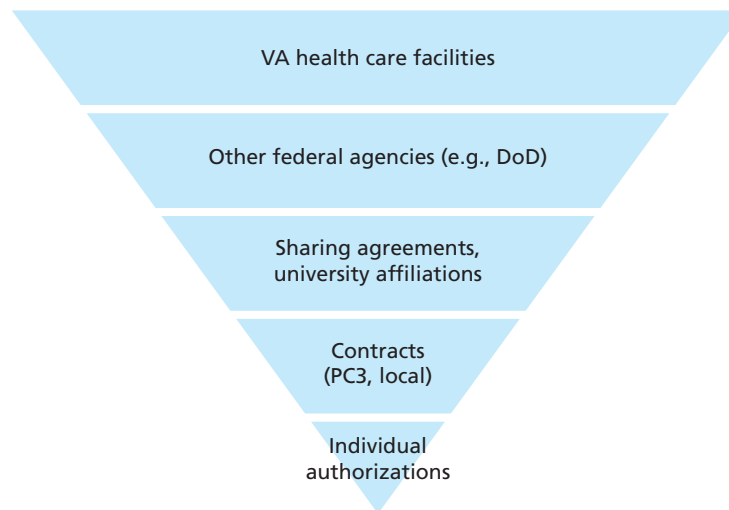 VA health care facilities
Other federal agencies (e.g., DoD)
Sharing agreements,
university affiliations
Contracts
(PC3, local)
Individual
authorizations